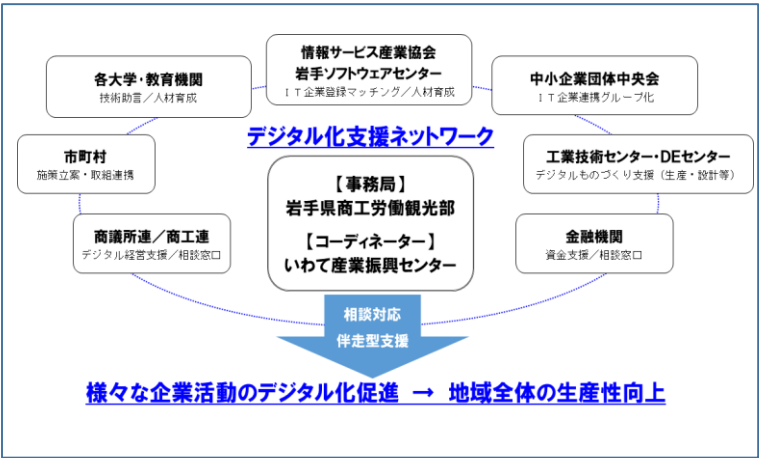 情報サービス産業協会
岩手ソフトウェアセンター
ＩＴ企業登録マッチング／人材育成
各大学・教育機関
技術助言／人材育成
中小企業団体中央会
ＩＴ企業連携グループ化
デジタル化支援ネットワーク
市町村
施策立案・取組連携
工業技術センター・DEセンター
デジタルものづくり支援（生産・設計等）
【事務局】
岩手県商工労働観光部
【コーディネーター】
いわて産業振興センター
商議所連／商工連
デジタル経営支援／相談窓口
金融機関
資金支援／相談窓口
相談対応
伴走型支援
様々な企業活動のデジタル化促進 → 地域全体の生産性向上